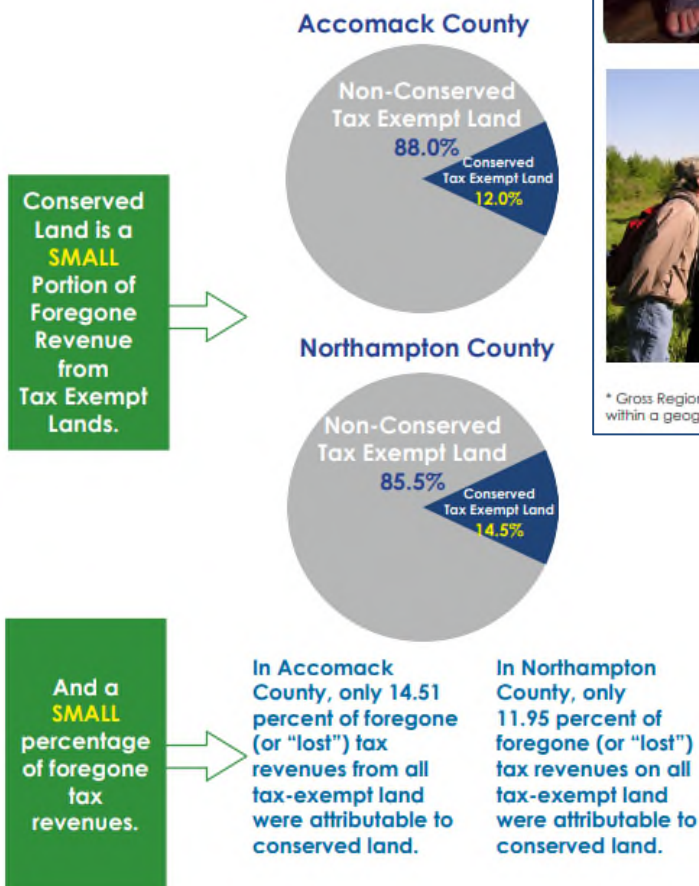 Accomack County
Non-Conserved
Tax Exempt Land
88.0%
Conserved
Tax Exempt Land
12.0%
Conserved
Land is a
SMALL
Portion of
Foregone
Revenue
from
Tax Exempt
Lands.
Northampton County
Non-Conserved
Tax Exempt Land
85.5%
Conserved
Tax Exempt Land
14.5%
* Gross Region
within a geog
And a
SMALL
percentage
of foregone
tax
revenues.
In Accomack
County, only 14.51
percent of foregone
(or “lost”) tax
revenues from all
tax-exempt land
were attributable to
conserved land.
In Northampton
County, only
11.95 percent of
foregone (or “lost”)
tax revenues on all
tax-exempt land
were attributable to
conserved land.